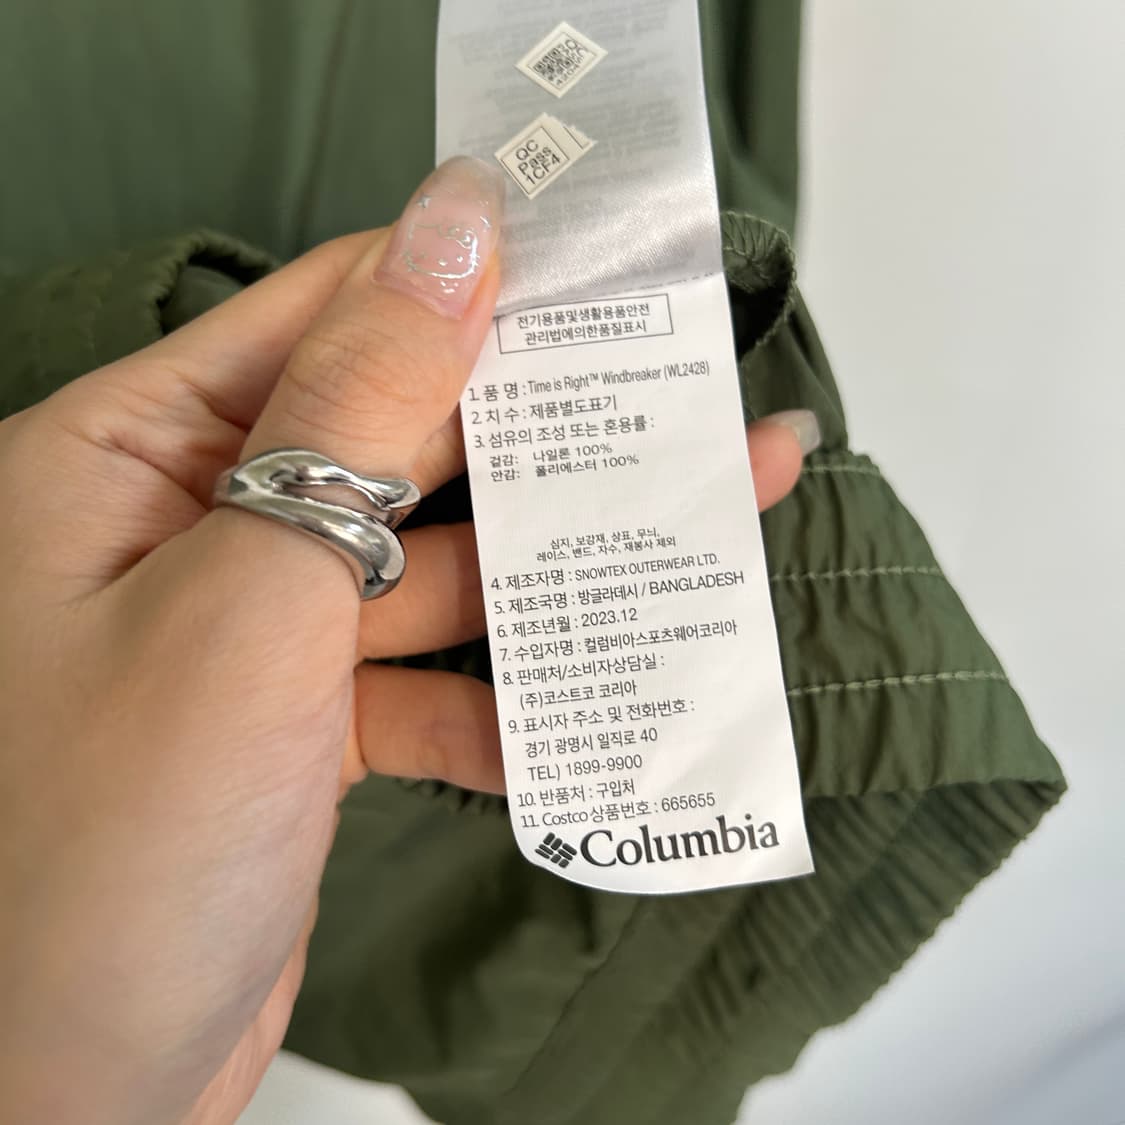 QC
Pass
1CF4
전기용품및생활용품안전
관리법에의한품질표시
1. 품 명 : Time is Right™ Windbreaker (WL2428)
2. 치 수 : 제품별도표기
3. 섬유의 조성 또는 혼용률 :
겉감: 나일론 100%
안감: 폴리에스터 100%
심지, 보강재, 상표, 무늬,
레이스, 밴드, 자수, 재봉사 제외
4. 제조자명 : SNOWTEX OUTERWEAR LTD.
5. 제조국명 : 방글라데시 / BANGLADESH
6. 제조년월 : 2023.12
7. 수입자명 : 컬럼비아스포츠웨어코리아
8. 판매처/소비자상담실 :
(주)코스트코 코리아
9. 표시자 주소 및 전화번호 :
경기 광명시 일직로 40
TEL) 1899-9900
10. 반품처 : 구입처
11. Costco 상품번호 : 665655
Columbia